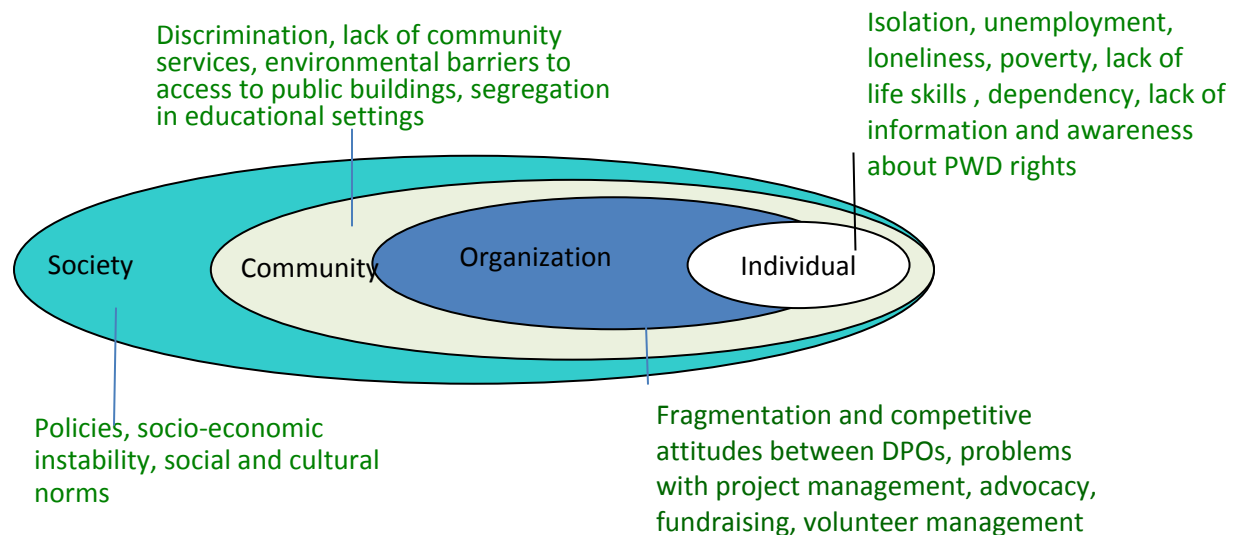 Discrimination, lack of community
services, environmental barriers to
access to public buildings, segregation
in educational settings
Isolation, unemployment,
loneliness, poverty, lack of
life skills , dependency, lack of
information and awareness
about PWD rights
Society
Community
Organization
Individual
Policies, socio-economic
instability, social and cultural
norms
Fragmentation and competitive
attitudes between DPOs, problems
with project management, advocacy,
fundraising, volunteer management